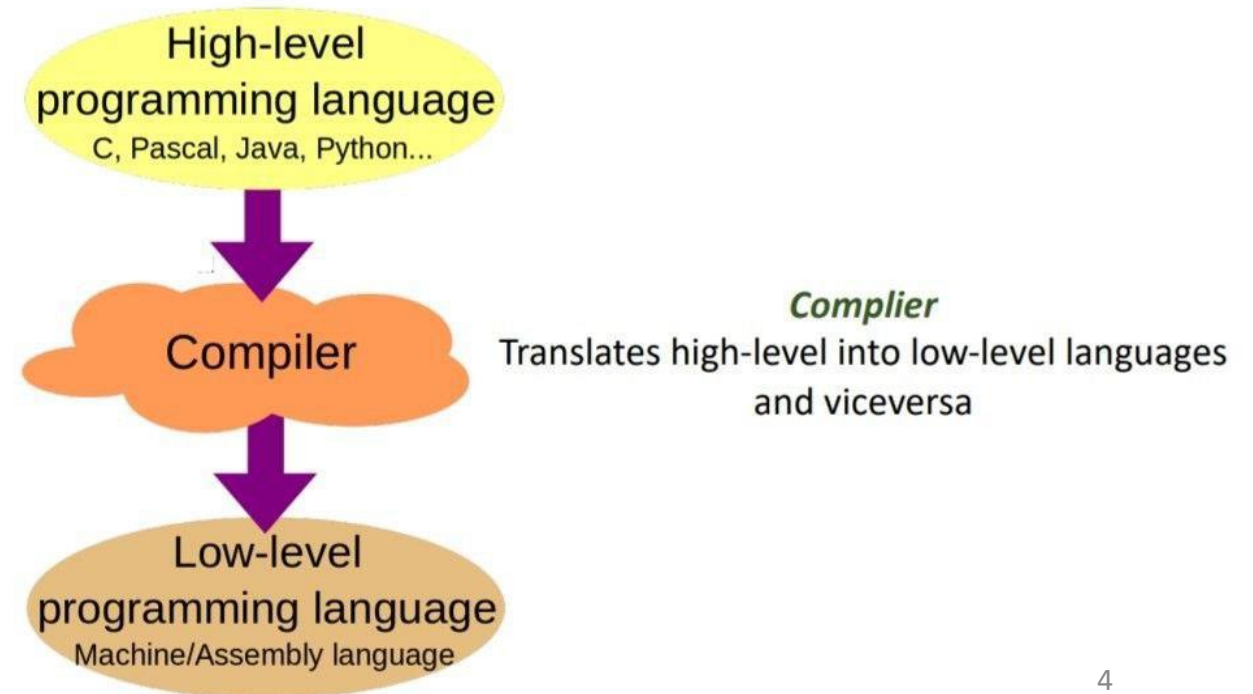 High-level
programming language
C, Pascal, Java, Python...
Compiler
Complier
Translates high-level into low-level languages
and viceversa
Low-level
programming language
Machine/Assembly language
4